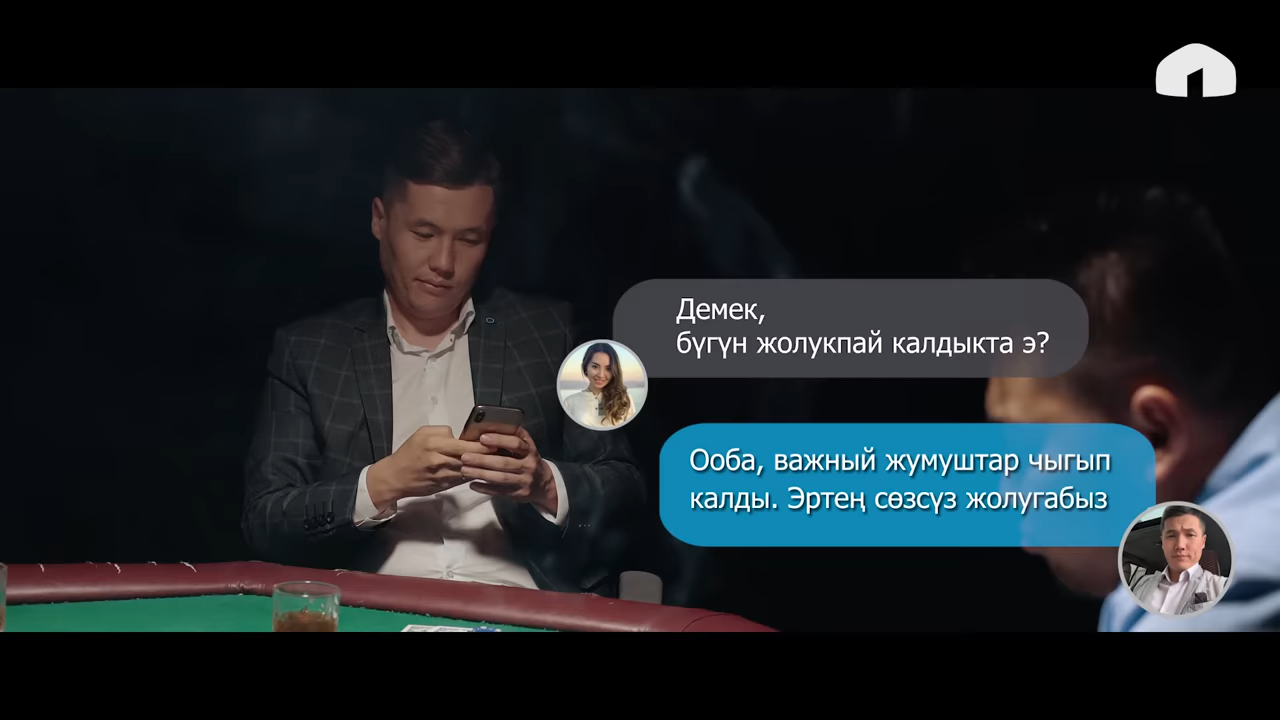 Демек,
бүгүн жолукпай калдыкта э?
Ооба, важный жумуштар чыгып
калды. Эртең сөзсүз жолугабыз